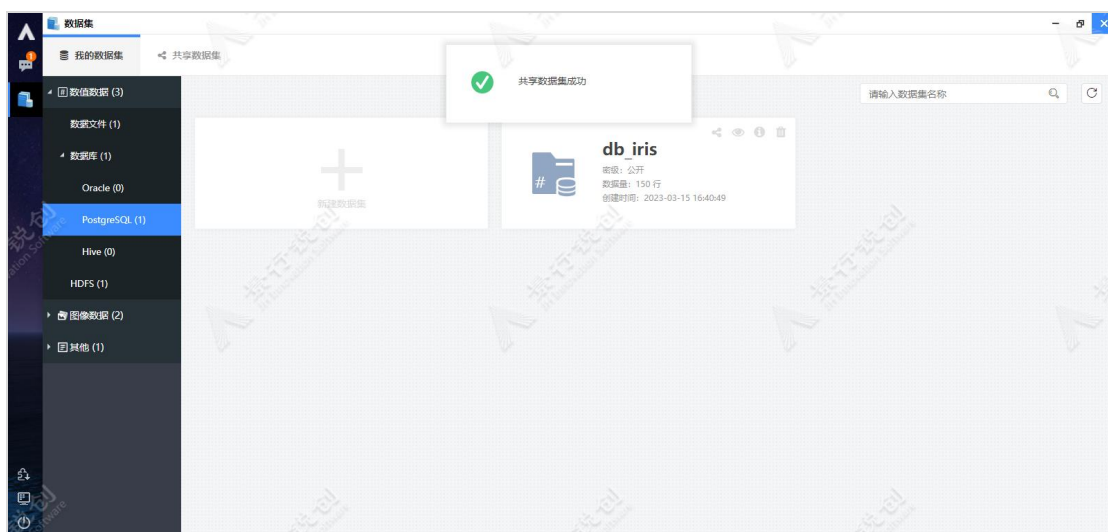 数据集
我的数据集
共享数据集
共享数据集成功
1
数值数据 (3)
请输入数据集名称
数据文件 (1)
数据库 (1)
Oracle (0)
PostgreSQL (1)
Hive (0)
HDFS (1)
图像数据 (2)
其他 (1)
新建数据集
#
db_iris
密级：公开
数据量：150 行
创建时间：2023-03-15 16:40:49